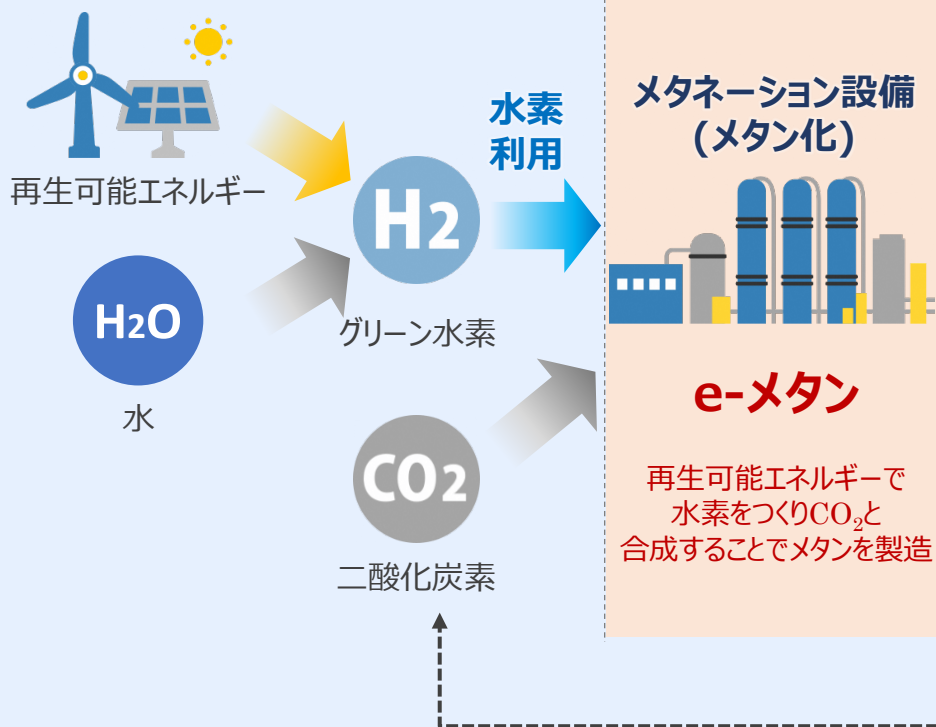 再生可能エネルギー
H2O
水
H2
グリーン水素
水素
利用
CO2
二酸化炭素
メタネーション設備
(メタン化)
e-メタン
再生可能エネルギーで
水素をつくりCO₂と
合成することでメタンを製造